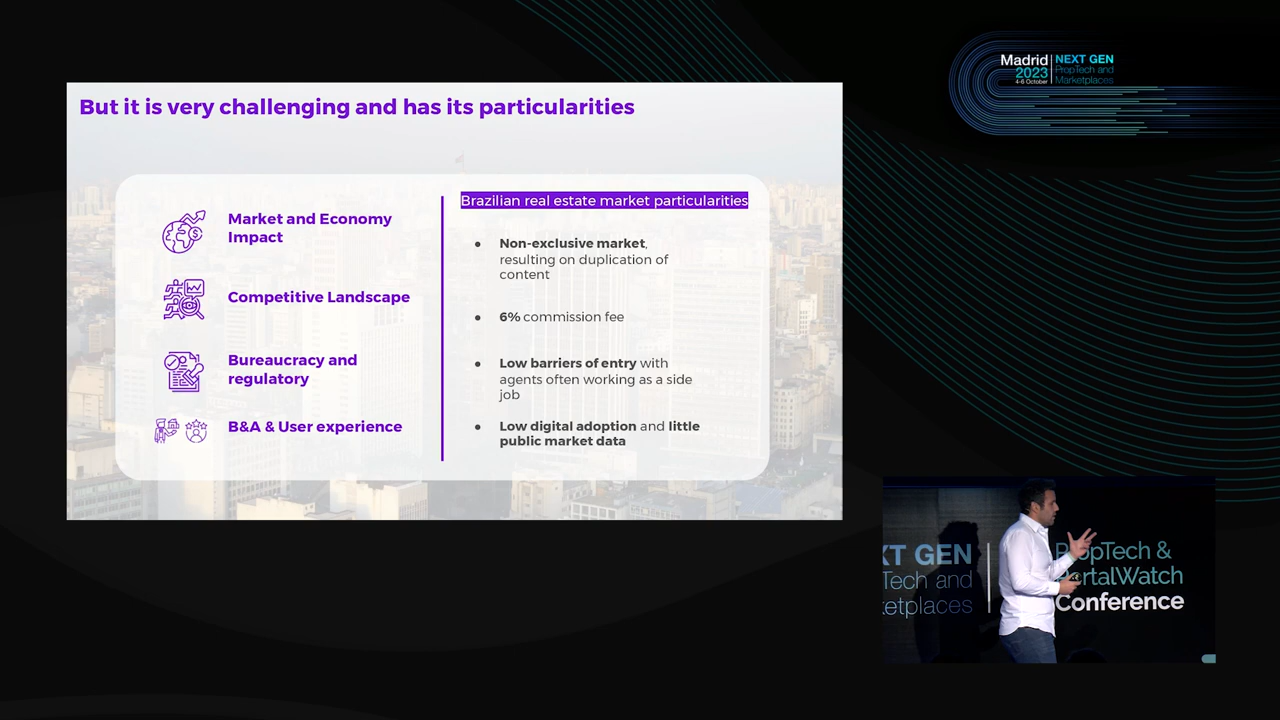 But it is very challenging and has its particularities
Market and Economy
Impact
Competitive Landscape
Bureaucracy and
regulatory
B&A & User experience
Brazilian real estate market particularities
● Non-exclusive market,
resulting on duplication of
content
● 6% commission fee
● Low barriers of entry with
agents often working as a side
job
● Low digital adoption and little
public market data
Madrid
2023
4-6 October
NEXT GEN
PropTech and
Marketplaces
XT GEN
Tech and
etplaces
PropTech &
PortalWatch
Conference